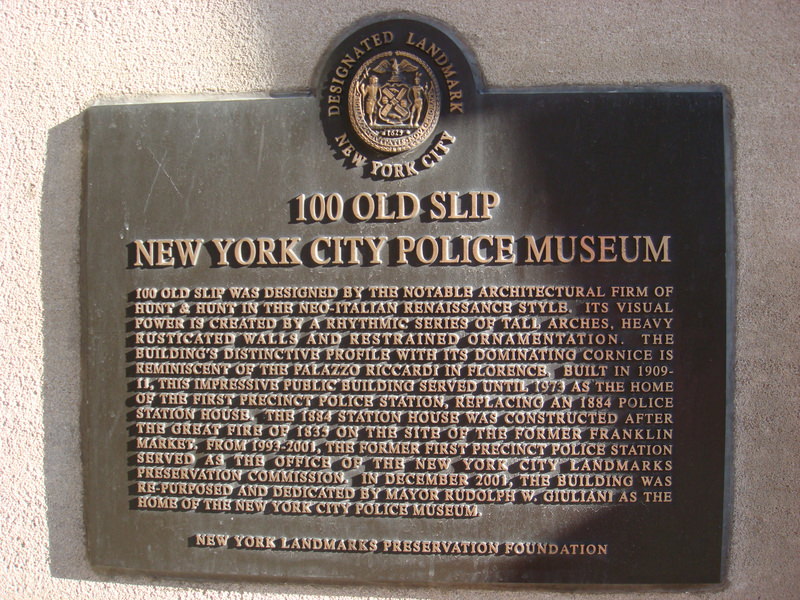 DESIGNATED LANDMARK
1625
NEW YORK CITY
100 OLD SLIP
NEW YORK CITY POLICE MUSEUM
100 OLD SLIP WAS DESIGNED BY THE NOTABLE ARCHITECTURAL FIRM OF
HUNT & HUNT IN THE NEO-ITALIAN RENAISSANCE STYLE. ITS VISUAL
POWER IS CREATED BY A RHYTHMIC SERIES OF TALL ARCHES, HEAVY
RUSTICATED WALLS AND RESTRAINED ORNAMENTATION. THE
BUILDING'S DISTINCTIVE PROFILE WITH ITS DOMINATING CORNICE IS
REMINISCENT OF THE PALAZZO RICCARDI IN FLORENCE. BUILT IN 1909-
11, THIS IMPRESSIVE PUBLIC BUILDING SERVED UNTIL 1973 AS THE HOME
OF THE FIRST PRECINCT POLICE STATION, REPLACING AN 1884 POLICE
STATION HOUSE. THE 1884 STATION HOUSE WAS CONSTRUCTED AFTER
THE GREAT FIRE OF 1835 ON THE SITE OF THE FORMER FRANKLIN
MARKET. FROM 1993-2001, THE FORMER FIRST PRECINCT POLICE STATION
SERVED AS THE OFFICE OF THE NEW YORK CITY LANDMARKS
PRESERVATION COMMISSION. IN DECEMBER 2001, THE BUILDING WAS
RE-PURPOSED AND DEDICATED BY MAYOR RUDOLPH W. GIULIANI AS THE
HOME OF THE NEW YORK CITY POLICE MUSEUM.
NEW YORK LANDMARKS PRESERVATION FOUNDATION